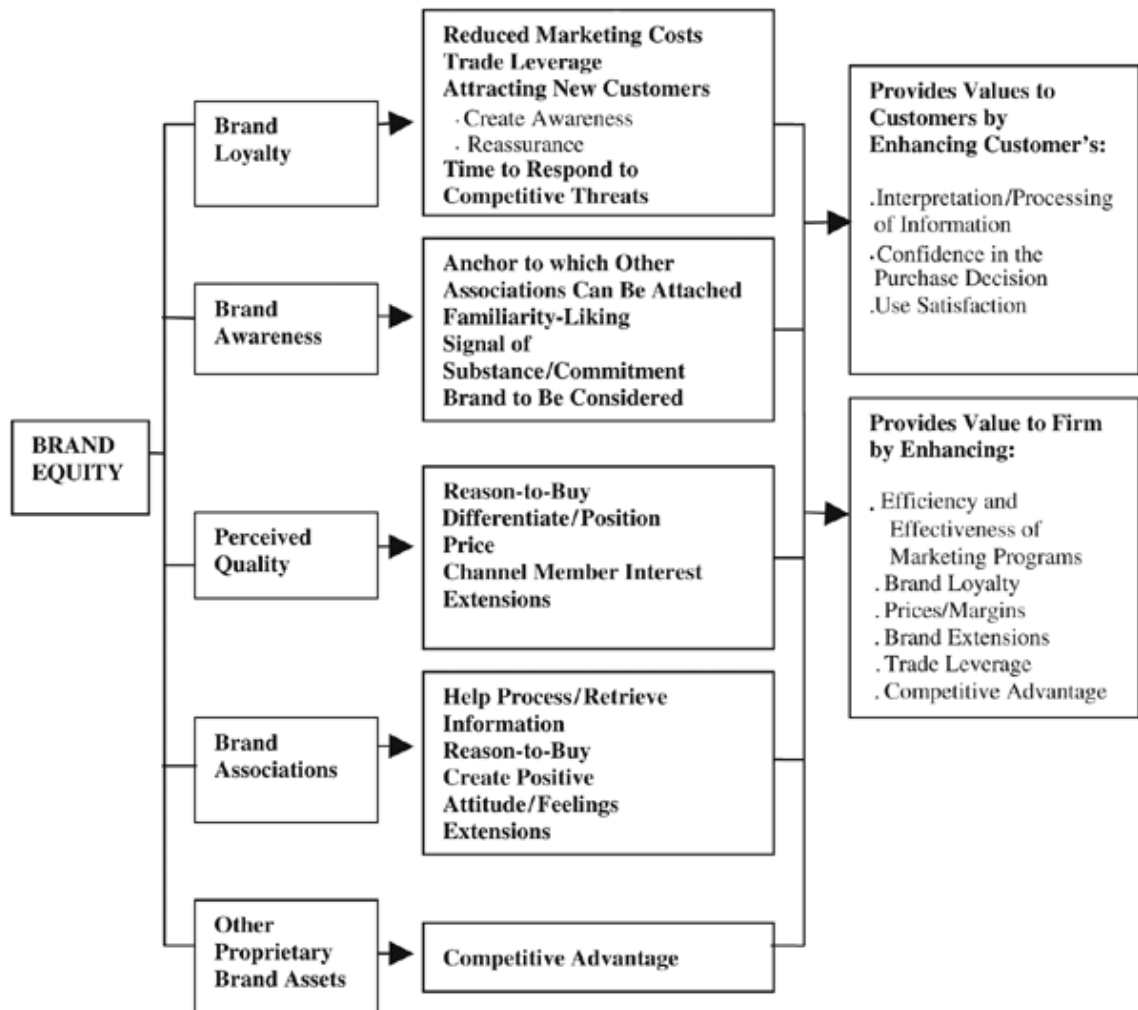 BRAND
EQUITY
Brand
Loyalty
Reduced Marketing Costs
Trade Leverage
Attracting New Customers
· Create Awareness
· Reassurance
Time to Respond to
Competitive Threats
Brand
Awareness
Anchor to which Other
Associations Can Be Attached
Familiarity-Liking
Signal of
Substance/Commitment
Brand to Be Considered
Perceived
Quality
Reason-to-Buy
Differentiate/Position
Price
Channel Member Interest
Extensions
Brand
Associations
Help Process/Retrieve
Information
Reason-to-Buy
Create Positive
Attitude/Feelings
Extensions
Other
Proprietary
Brand Assets
Competitive Advantage
Provides Values to
Customers by
Enhancing Customer's:
.Interpretation/Processing
of Information
.Confidence in the
Purchase Decision
.Use Satisfaction
Provides Value to Firm
by Enhancing:
. Efficiency and
Effectiveness of
Marketing Programs
. Brand Loyalty
. Prices/Margins
. Brand Extensions
. Trade Leverage
. Competitive Advantage